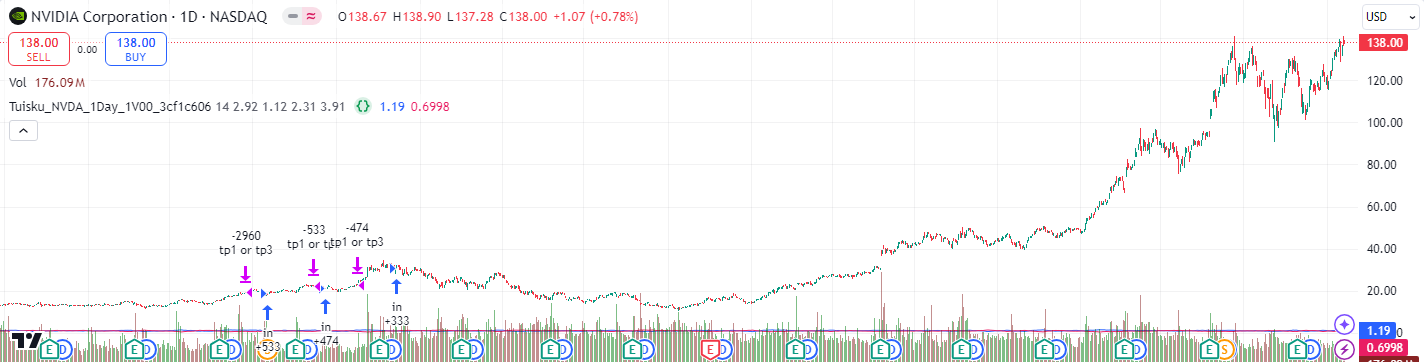 NVIDIA Corporation · 1D · NASDAQ O138.67 H138.90 L137.28 C138.00 +1.07 (+0.78%)
USD
138.00 SELL
0.00
138.00 BUY
138.00
Vol 176.09M
120.00
Tuisku_NVDA_1Day_1V00_3cf1c606 14 2.92 1.12 2.31 3.91 {} 1.19 0.6998
100.00
80.00
60.00
-2960
tp1 or tp3
-533
-474
tp1 or tp3
40.00
20.00
in
+533
in
+474
in
+333
1.19
0.6998
E D E D E D E D E D E D E D E D E D E D E D E D E D E D E S E D